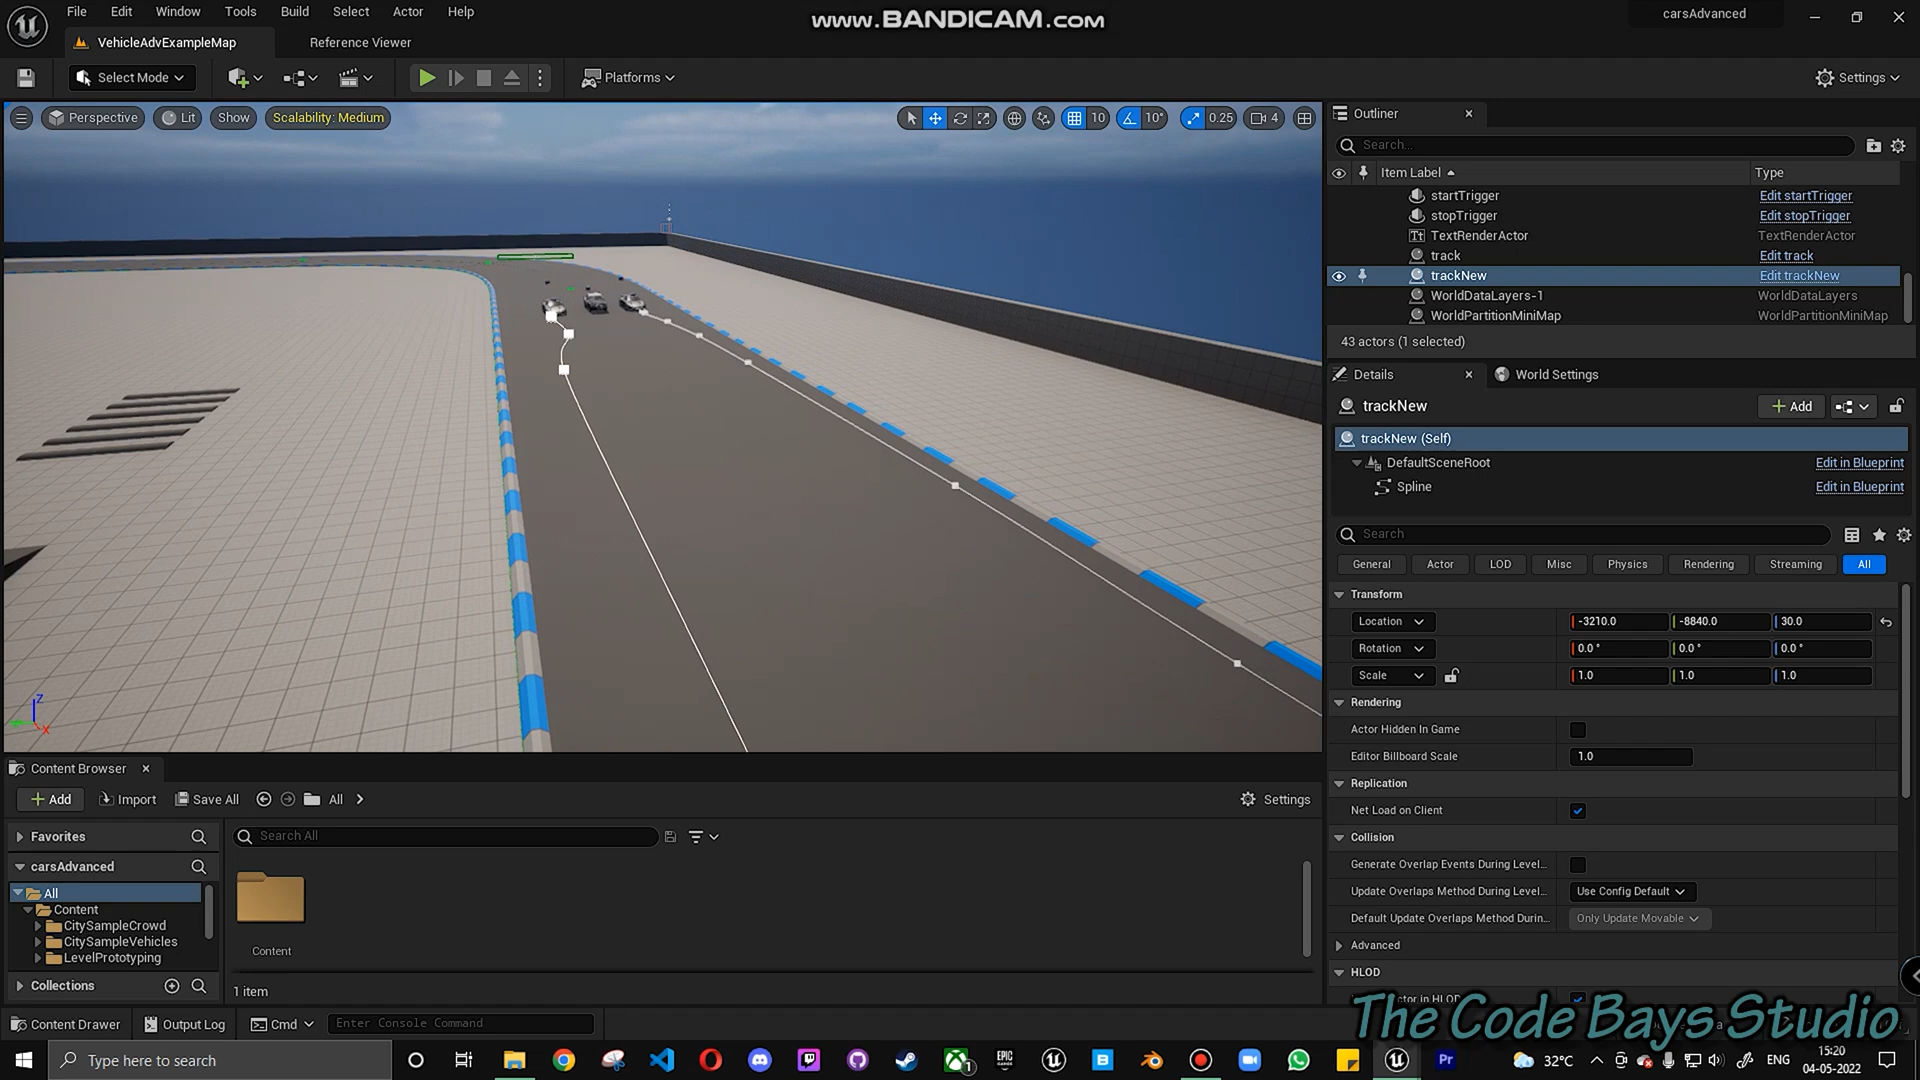 File Edit Window Tools Build Select Actor Help
www.BANDICAM.com
carsAdvanced
VehicleAdvExampleMap
Reference Viewer
Select Mode
Platforms
Settings
Perspective
Lit
Show
Scalability: Medium
10
10°
0.25
4
Outliner
Search...
Item Label
Type
startTrigger
Edit startTrigger
stopTrigger
Edit stopTrigger
TextRenderActor
TextRenderActor
track
Edit track
trackNew
Edit trackNew
WorldDataLayers-1
WorldDataLayers
WorldPartitionMiniMap
WorldPartitionMiniMap
43 actors (1 selected)
Details
World Settings
trackNew
Add
trackNew (Self)
DefaultSceneRoot
Edit in Blueprint
Spline
Edit in Blueprint
Search
General
Actor
LOD
Misc
Physics
Rendering
Streaming
All
Transform
Location
-3210.0
-8840.0
30.0
Rotation
0.0 °
0.0 °
0.0 °
Scale
1.0
1.0
1.0
Rendering
Actor Hidden In Game
Editor Billboard Scale
1.0
Replication
Net Load on Client
Collision
Generate Overlap Events During Level...
Update Overlaps Method During Level...
Use Config Default
Default Update Overlaps Method Durin...
Only Update Movable
Advanced
HLOD
Z
X
Content Browser
Add
Import
Save All
All
Settings
Favorites
Search All
carsAdvanced
All
Content
CitySampleCrowd
CitySampleVehicles
LevelPrototyping
Content
Collections
1 item
Content Drawer
Output Log
Cmd
Enter Console Command
The Code Bays Studio
Type here to search
EPIC
GAMES
1
B
Pr
32°C
ENG
15:20
04-05-2022